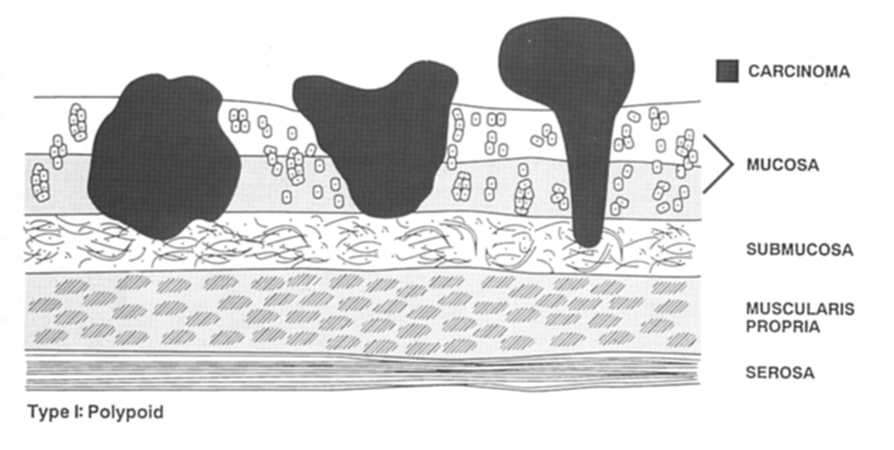 CARCINOMA
MUCOSA
SUBMUCOSA
MUSCULARIS
PROPRIA
SEROSA
Type I: Polypoid